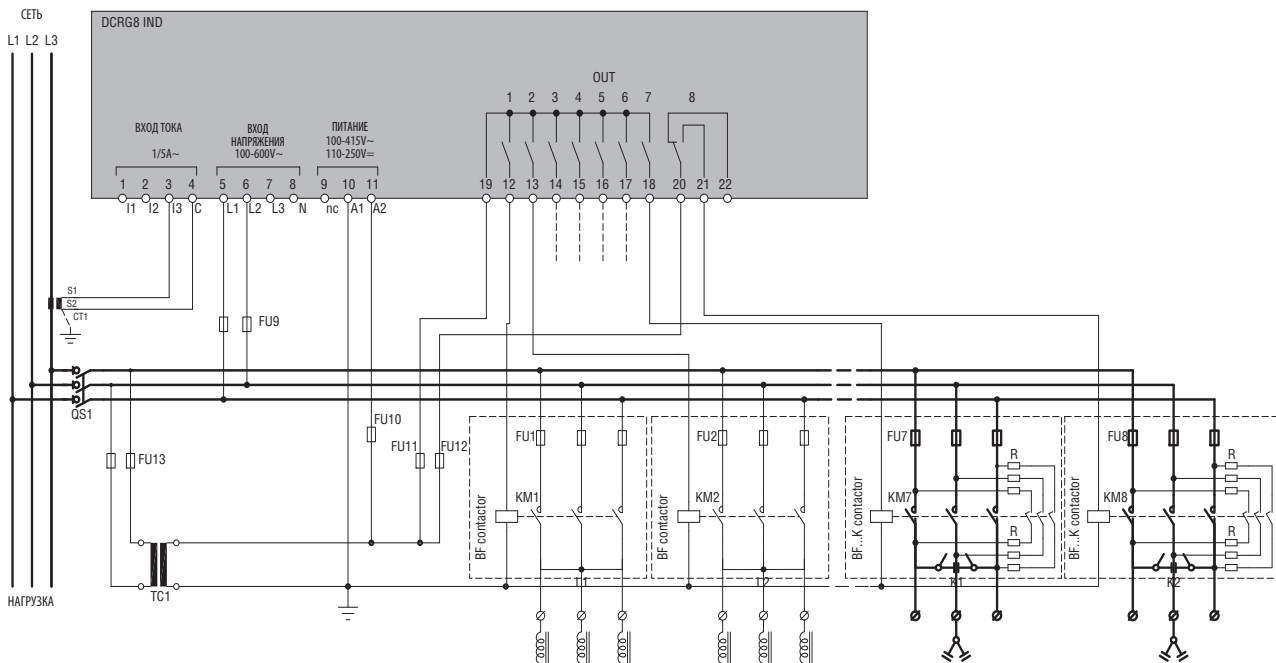 СЕТЬ
L1 L2 L3
DCRG8 IND
OUT
1 2 3 4 5 6 7 8
ВХОД ТОКА
1/5A~
ВХОД
НАПРЯЖЕНИЯ
100-600V~
ПИТАНИЕ
100-415V~
110-250V=
1 2 3 4 5 6 7 8 9 10 11 19 12 13 14 15 16 17 18 20 21 22
I1 I2 I3 C L1 L2 L3 N nc A1 A2
S1
S2
CT1
FU9
QS1
FU10
FU13
FU11
FU12
FU1
FU2
FU7
FU8
R
R
KM1
KM2
KM7
KM8
BF contactor
BF contactor
BF...K contactor
BF...K contactor
R
R
TC1
L1
L2
K1
K2
НАГРУЗКА